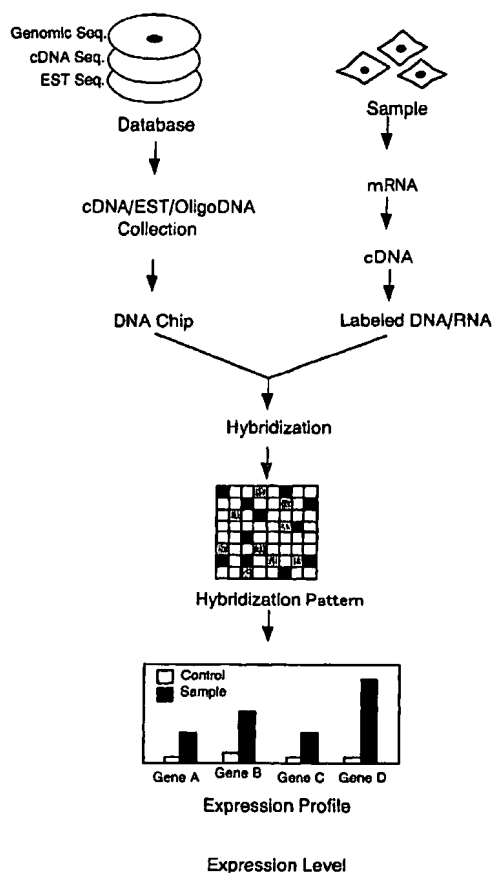 Genomic Seq.
cDNA Seq.
EST Seq.
Database
Sample
mRNA
cDNA/EST/OligoDNA
Collection
cDNA
DNA Chip
Labeled DNA/RNA
Hybridization
Hybridization Pattern
Control
Sample
Gene A Gene B Gene C Gene D
Expression Profile
Expression Level